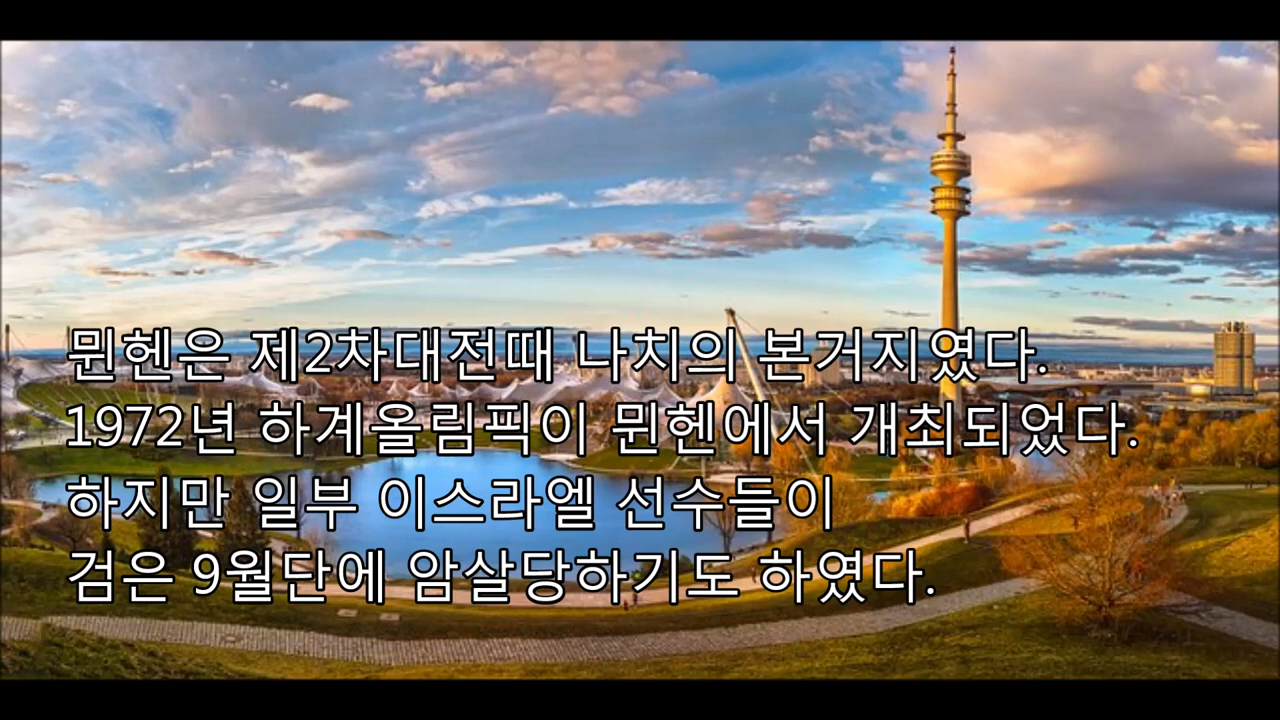 뮌헨은 제2차대전때 나치의 본거지였다.
1972년 하계올림픽이 뮌헨에서 개최되었다.
하지만 일부 이스라엘 선수들이
검은 9월단에 암살당하기도 하였다.